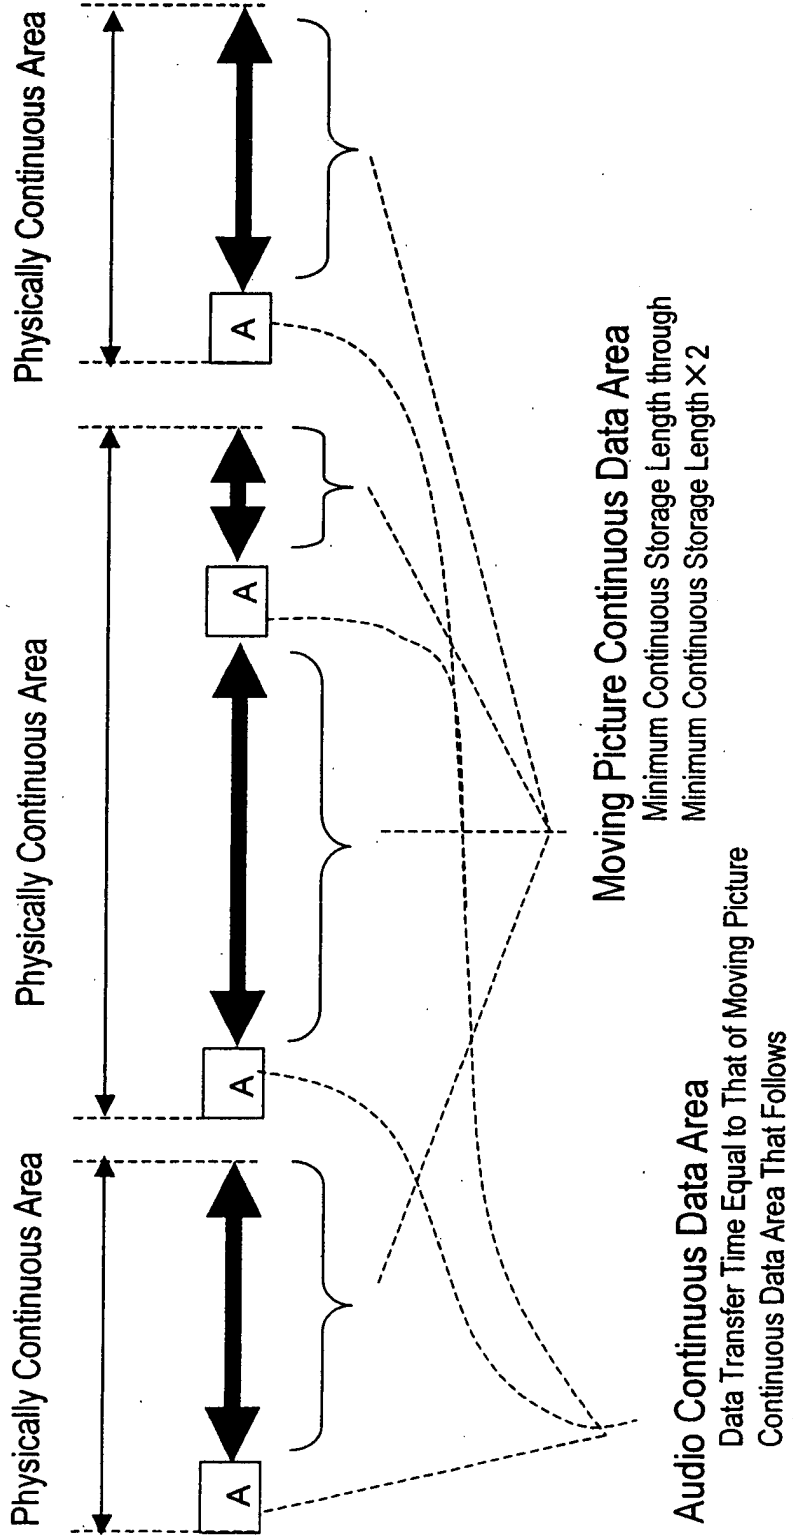 Physically Continuous Area
Physically Continuous Area
Physically Continuous Area
A
A
A
A
Audio Continuous Data Area
Data Transfer Time Equal to That of Moving Picture
Continuous Data Area That Follows
Moving Picture Continuous Data Area
Minimum Continuous Storage Length through
Minimum Continuous Storage Length×2